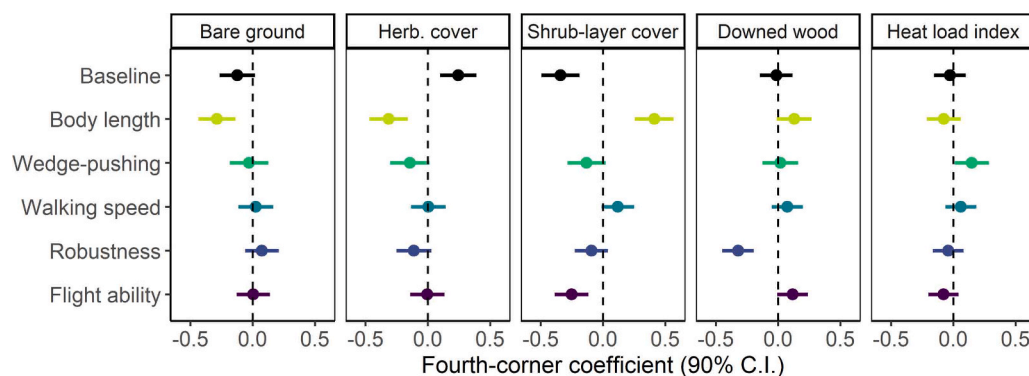 Bare ground Herb. cover Shrub-layer cover Downed wood Heat load index
Baseline
Body length
Wedge-pushing
Walking speed
Robustness
Flight ability
-0.5 0.0 0.5 -0.5 0.0 0.5 -0.5 0.0 0.5 -0.5 0.0 0.5 -0.5 0.0 0.5
Fourth-corner coefficient (90% C.I.)